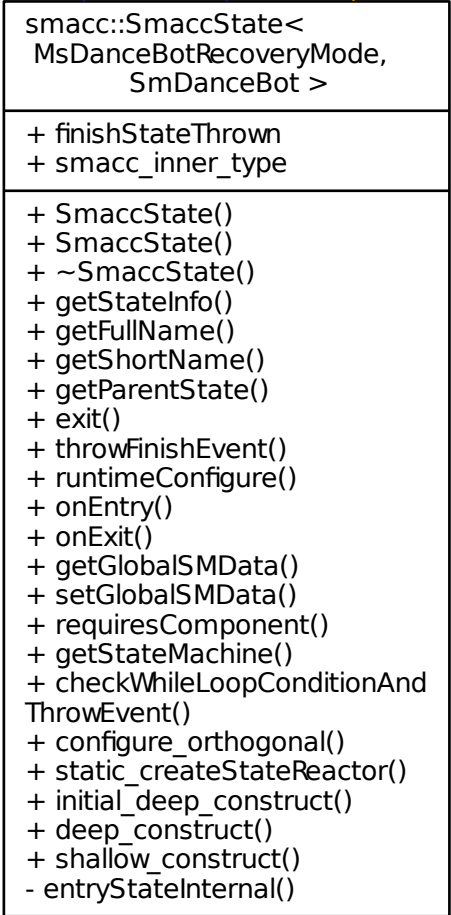 smacc::SmaccState<
MsDanceBotRecoveryMode,
SmDanceBot >
+ finishStateThrown
+ smacc_inner_type
+ SmaccState()
+ SmaccState()
+ ~SmaccState()
+ getStateInfo()
+ getFullName()
+ getShortName()
+ getParentState()
+ exit()
+ throwFinishEvent()
+ runtimeConfigure()
+ onEntry()
+ onExit()
+ getGlobalSMData()
+ setGlobalSMData()
+ requiresComponent()
+ getStateMachine()
+ checkWhileLoopConditionAnd
ThrowEvent()
+ configure_orthogonal()
+ static_createStateReactor()
+ initial_deep_construct()
+ deep_construct()
+ shallow_construct()
- entryStateInternal()